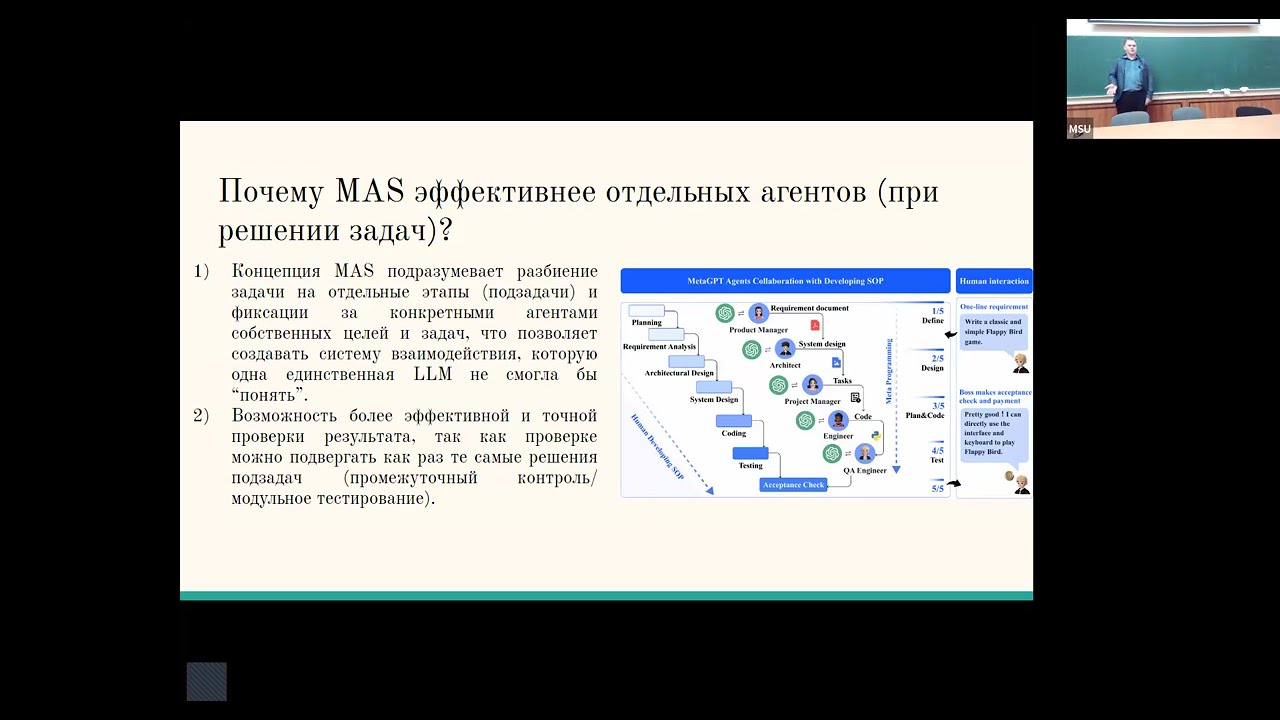 MSU
Почему MAS эффективнее отдельных агентов (при
решении задач)?
1) Концепция MAS подразумевает разбиение
задачи на отдельные этапы (подзадачи) и
фиксации за конкретными агентами
собственных целей и задач, что позволяет
создавать систему взаимодействия, которую
одна единственная LLM не смогла бы
“понять”.
2) Возможность более эффективной и точной
проверки результата, так как проверке
можно подвергать как раз те самые решения
подзадач (промежуточный контроль/
модульное тестирование).
MetaGPT Agents Collaboration with Developing SOP
Planning
Requirement Analysis
Architectural Design
System Design
Coding
Testing
Acceptance Check
Human Developing SOP
Requirement document
Product Manager
System design
Architect
Tasks
Project Manager
Code
Engineer
QA Engineer
Meta Programming
1/5
Define
2/5
Design
3/5
Plan&Code
4/5
Test
5/5
Human interaction
One-line requirement
Write a classic and
simple Flappy Bird
game.
Boss makes acceptance
check and payment
Pretty good ! I can
directly use the
interface and
keyboard to play
Flappy Bird.